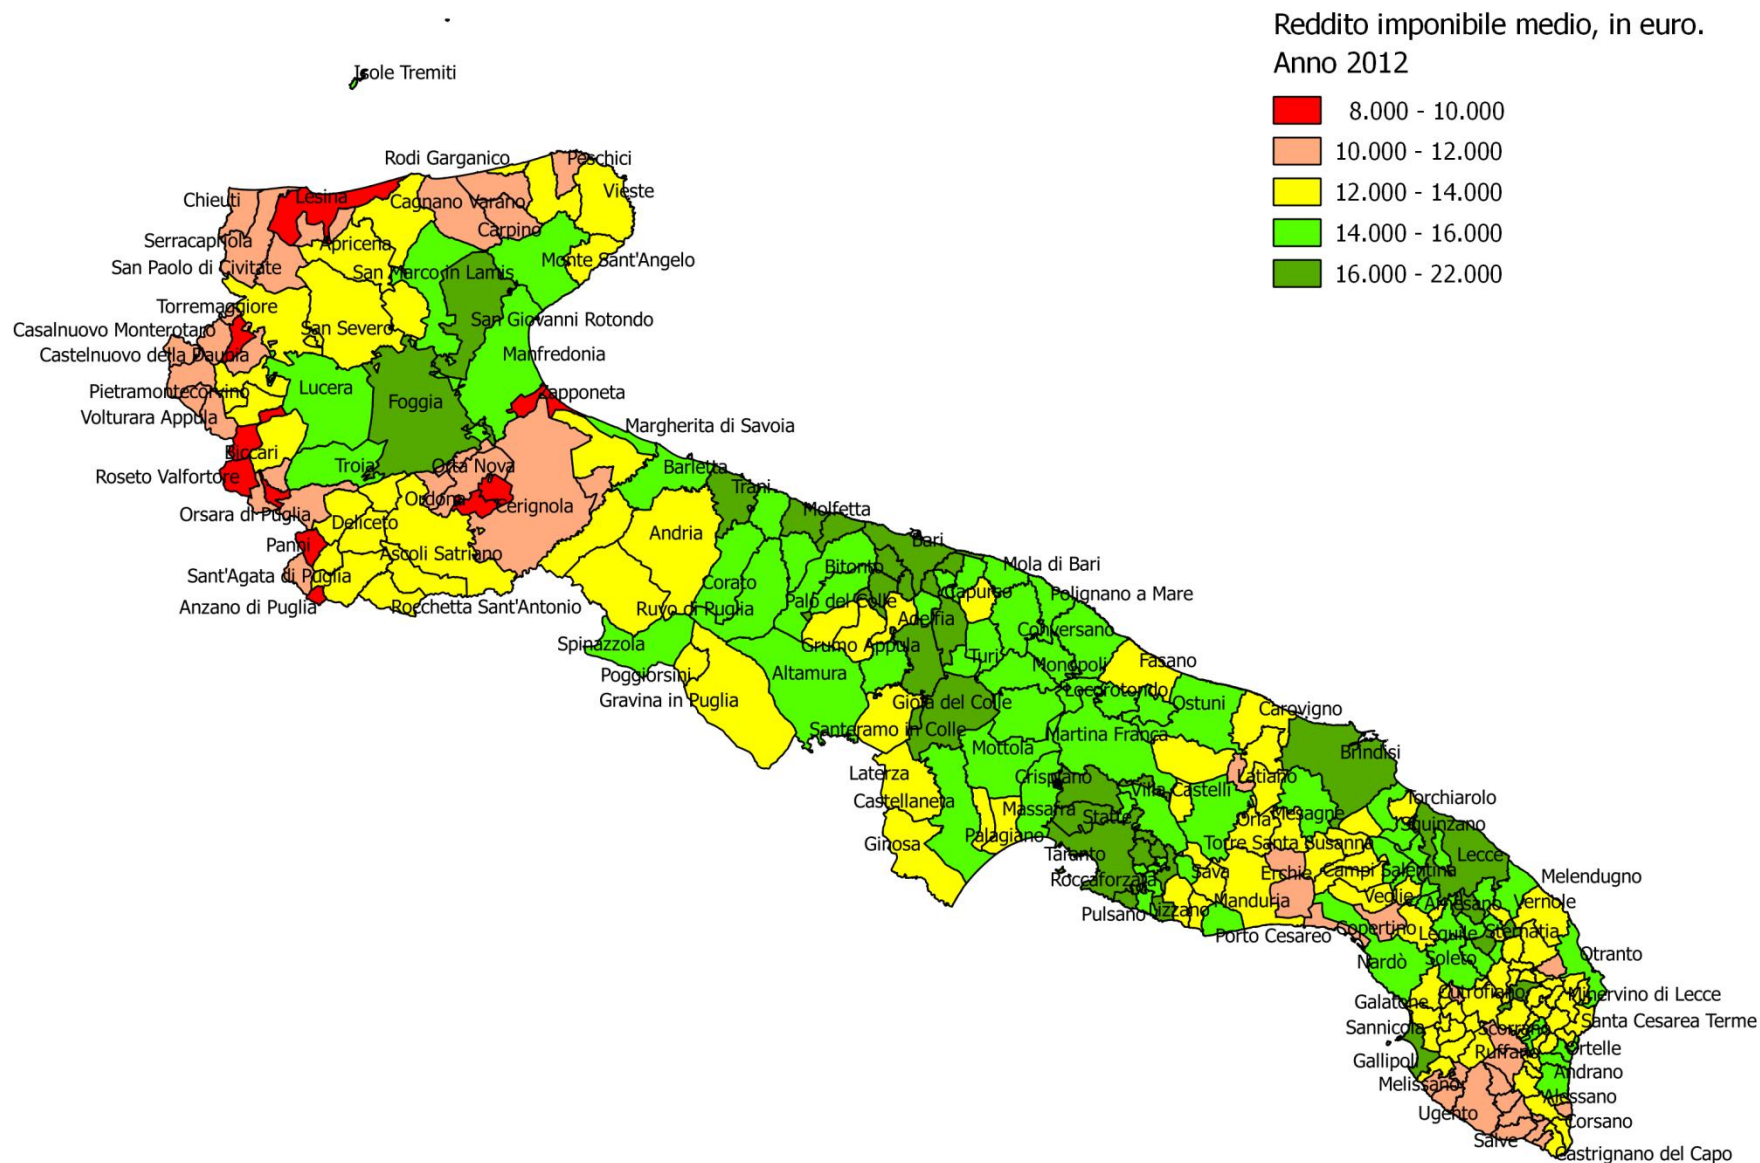 Reddito imponibile medio, in euro.
Anno 2012
8.000 - 10.000
10.000 - 12.000
12.000 - 14.000
14.000 - 16.000
16.000 - 22.000
Isole Tremiti
Rodi Garganico
Peschici
Vieste
Chieuti
Lesina
Cagnano Varano
Carpino
Serracapriola
Apricena
San Paolo di Civitate
San Marco in Lamis
Monte Sant'Angelo
Torremaggiore
San Severo
San Giovanni Rotondo
Casalnuovo Monterotaro
Castelnuovo della Daunia
Manfredonia
Pietramontecorvino
Lucera
Foggia
Zapponeta
Volturara Appula
Margherita di Savoia
Biccari
Roseto Valfortore
Troia
Orta Nova
Barletta
Trani
Ordona
Cerignola
Orsara di Puglia
Deliceto
Molfetta
Andria
Bari
Panni
Ascoli Satriano
Mola di Bari
Sant'Agata di Puglia
Bitonto
Corato
Capurso
Polignano a Mare
Anzano di Puglia
Rocchetta Sant'Antonio
Ruvo di Puglia
Palo del Colle
Adelfia
Conversano
Spinazzola
Grumo Appula
Turi
Monopoli
Fasano
Poggiorsini
Altamura
Gravina in Puglia
Gioia del Colle
Locorotondo
Ostuni
Carovigno
Santeramo in Colle
Mottola
Martina Franca
Brindisi
Laterza
Crispiano
Latiano
Castellaneta
Massafra
Villa Castelli
Torchiarolo
Statte
Oria
Mesagne
Squinzano
Ginosa
Palagiano
Taranto
Torre Santa Susanna
Lecce
Roccaforzata
Sava
Erchie
Campi Salentina
Melendugno
Pulsano
Lizzano
Manduria
Veglie
Arnesano
Vernole
Porto Cesareo
Copertino
Lequile
Sternatia
Nardò
Soleto
Otranto
Galatone
Cutrofiano
Minervino di Lecce
Sannicola
Scorrano
Santa Cesarea Terme
Gallipoli
Ruffano
Ortelle
Melissano
Andrano
Ugento
Alessano
Corsano
Salve
Castrignano del Capo